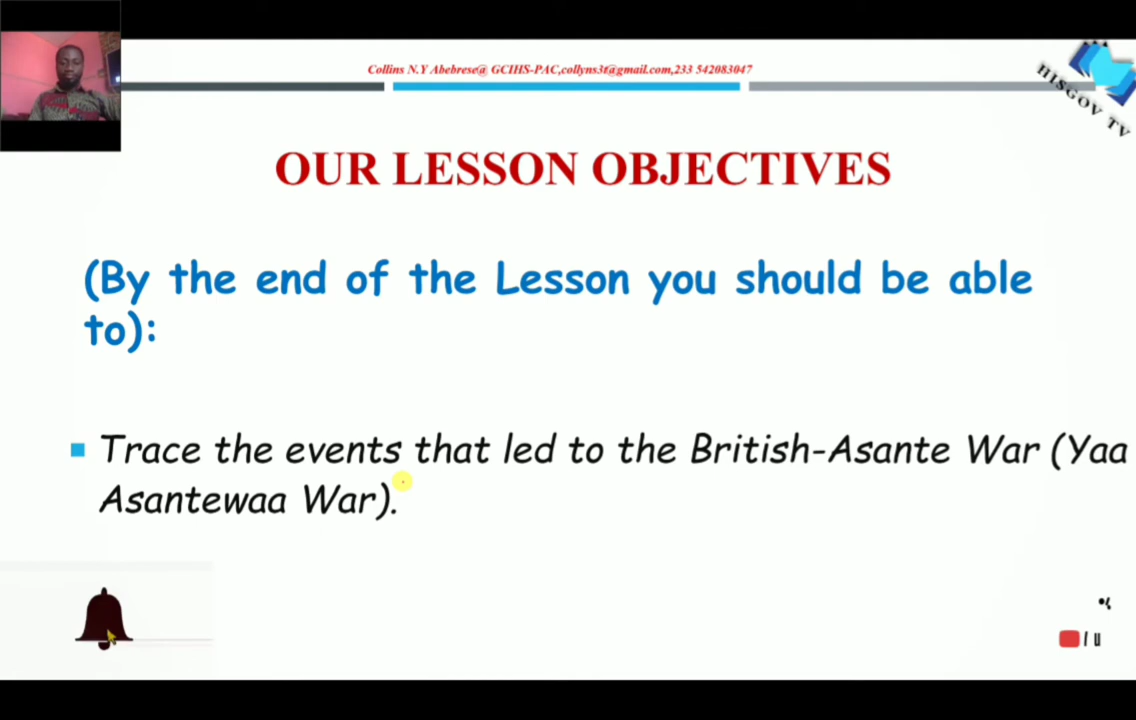 Collins N.Y Abebrese@ GCIHS-PAC,collyns3t@gmail.com,233 542083047
HISGOV TV
OUR LESSON OBJECTIVES
(By the end of the Lesson you should be able
to):
Trace the events that led to the British-Asante War (Yaa
Asantewaa War).